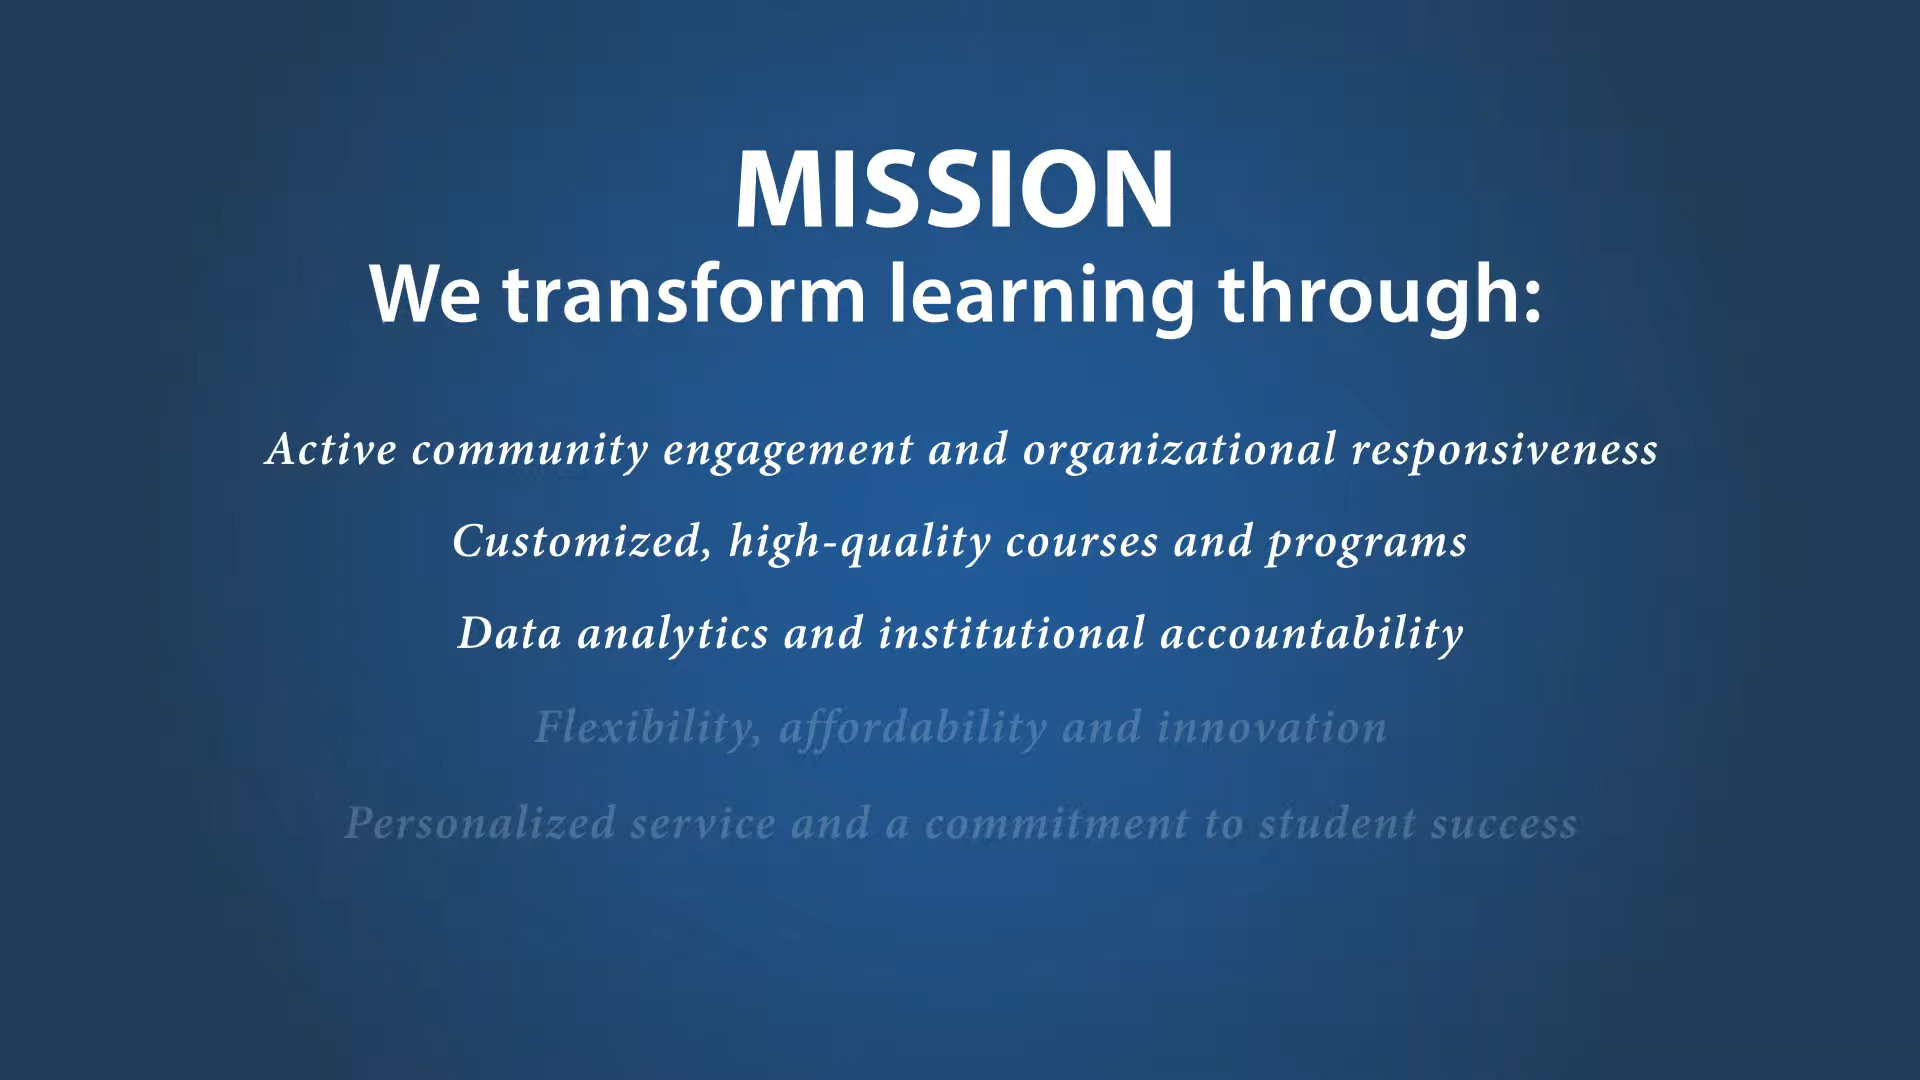 MISSION
We transform learning through:
Active community engagement and organizational responsiveness
Customized, high-quality courses and programs
Data analytics and institutional accountability
Flexibility, affordability and innovation
Personalized service and a commitment to student success